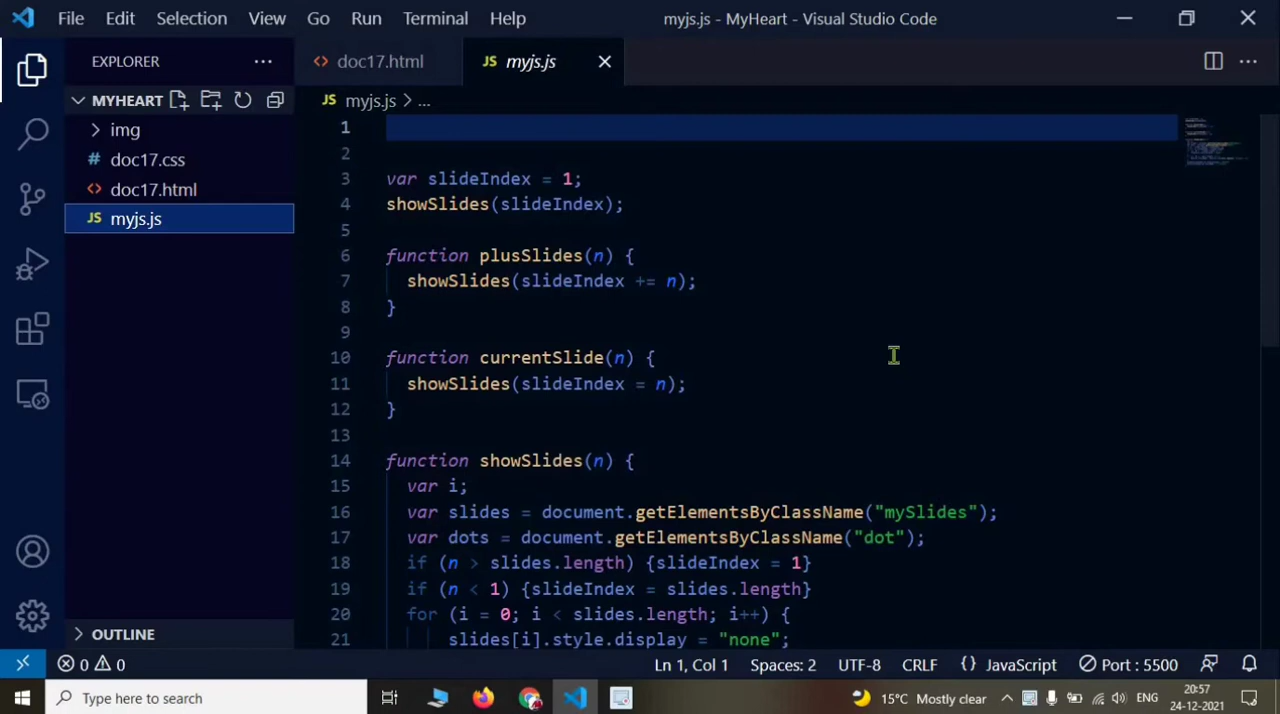 File Edit Selection View Go Run Terminal Help myjs.js - MyHeart - Visual Studio Code
EXPLORER ...
<> doc17.html JS myjs.js
MYHEART
JS myjs.js > ...
img
# doc17.css
<> doc17.html
JS myjs.js
1
2
3 var slideIndex = 1;
4 showSlides(slideIndex);
5
6 function plusSlides(n) {
7 showSlides(slideIndex += n);
8 }
9
10 function currentSlide(n) {
11 showSlides(slideIndex = n);
12 }
13
14 function showSlides(n) {
15 var i;
16 var slides = document.getElementsByClassName("mySlides");
17 var dots = document.getElementsByClassName("dot");
18 if (n > slides.length) {slideIndex = 1}
19 if (n < 1) {slideIndex = slides.length}
20 for (i = 0; i < slides.length; i++) {
21 slides[i].style.display = "none";
OUTLINE
0 0 Ln 1, Col 1 Spaces: 2 UTF-8 CRLF {} JavaScript Port : 5500
Type here to search
15°C Mostly clear ENG
20:57
24-12-2021